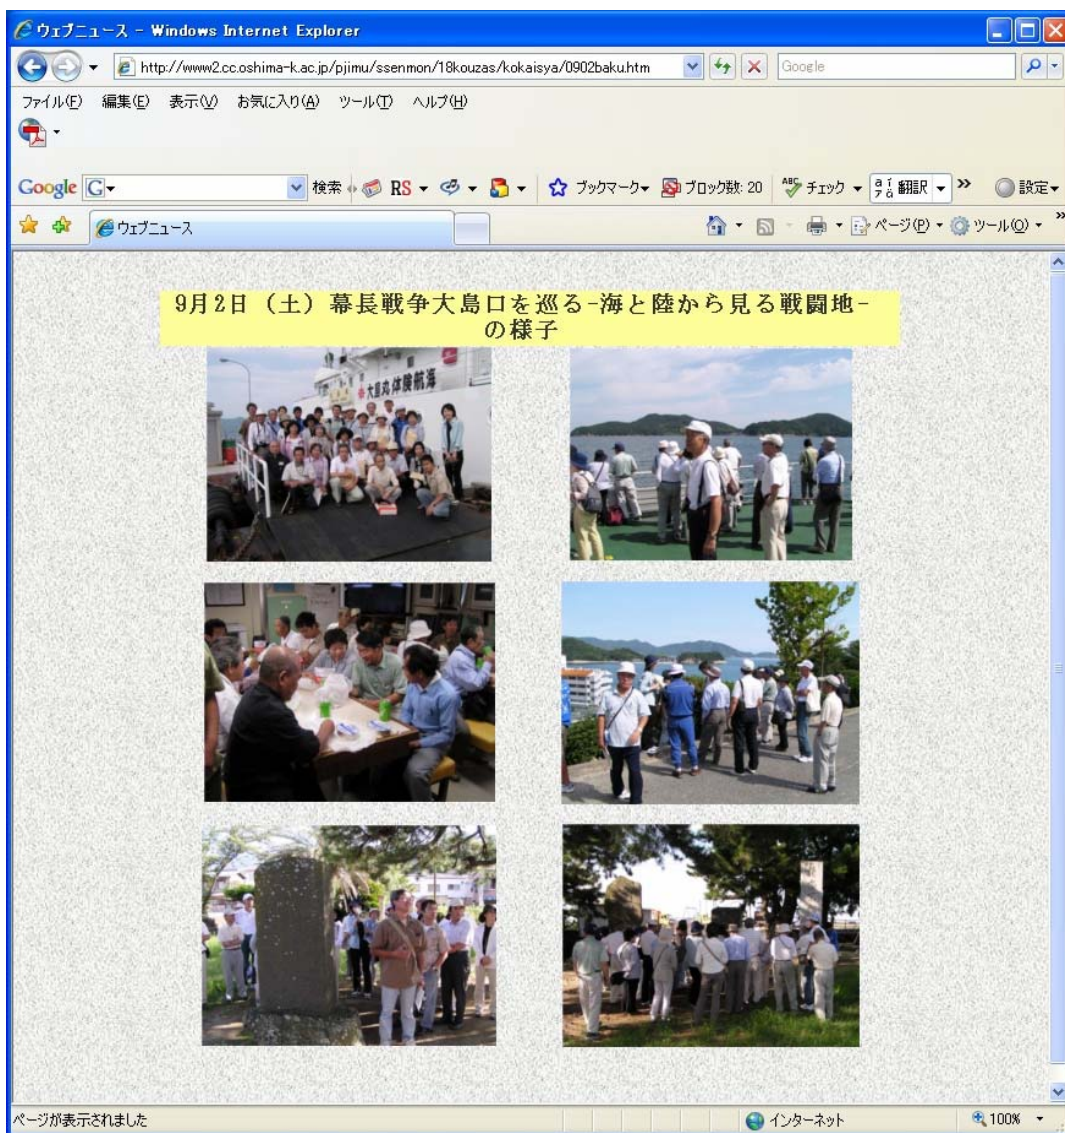 ウェブニュース - Windows Internet Explorer
http://www2.cc.oshima-k.ac.jp/pjimu/ssenmon/18kouzas/kokaisya/0902baku.htm
Google
ファイル(F) 編集(E) 表示(V) お気に入り(A) ツール(T) ヘルプ(H)
Google G 検索 RS ブックマーク ブロック数: 20 ABC チェック 翻訳 » 設定
ウェブニュース ページ(P) ツール(O) »
9月2日（土）幕長戦争大島口を巡る-海と陸から見る戦闘地-
の様子
大島丸体験航海
ページが表示されました インターネット 100%